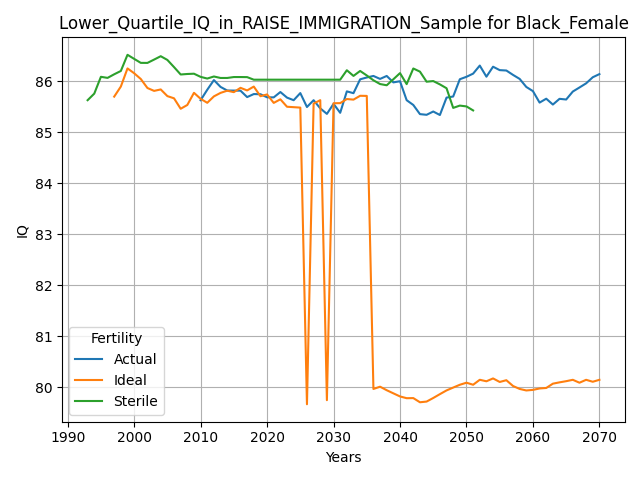 Lower_Quartile_IQ_in_RAISE_IMMIGRATION_Sample for Black_Female
IQ
86
85
84
83
82
81
80
Fertility
Actual
Ideal
Sterile
1990 2000 2010 2020 2030 2040 2050 2060 2070
Years